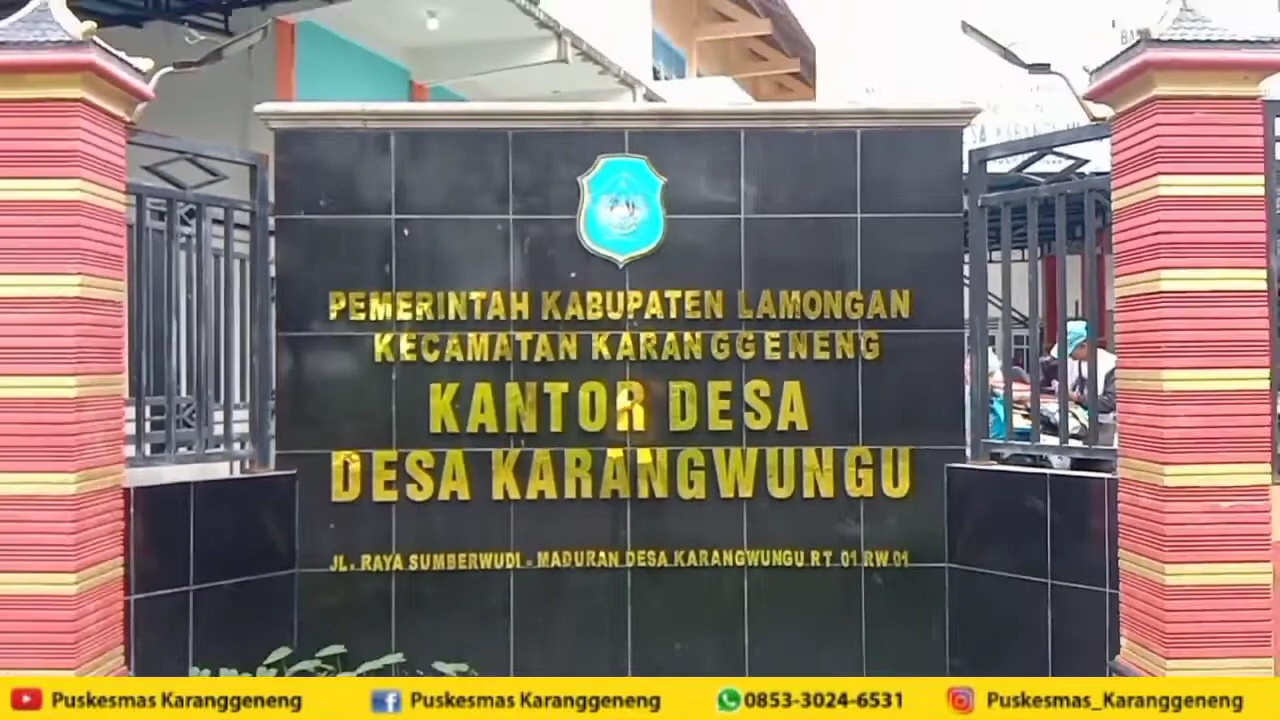 PEMERINTAH KABUPATEN LAMONGAN
KECAMATAN KARANGGENENG
KANTOR DESA
DESA KARANGWUNGU
JL. RAYA SUMBERWUDI - MADURAN DESA KARANGWUNGU RT 01 RW 01
Puskesmas Karanggeneng Puskesmas Karanggeneng 0853-3024-6531 Puskesmas_Karanggeneng